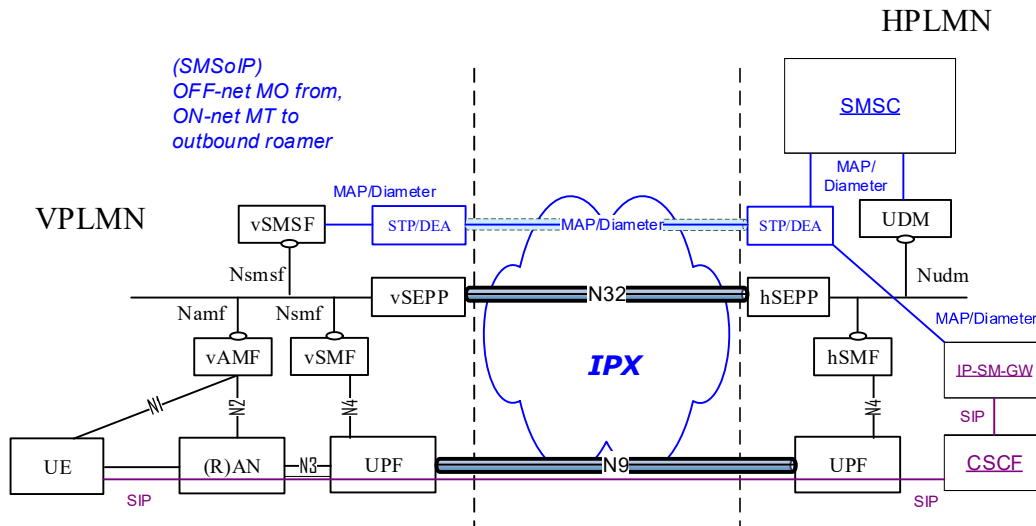 HPLMN
(SMSoIP)
OFF-net MO from,
ON-net MT to
outbound roamer
SMSC
MAP/
Diameter
MAP/Diameter
VPLMN
vSMSF
STP/DEA
MAP/Diameter
STP/DEA
UDM
Nsmsf
Nudm
vSEPP
N32
hSEPP
Namf
Nsmf
MAP/Diameter
vAMF
vSMF
IPX
hSMF
IP-SM-GW
N1
N2
N4
N4
SIP
UE
(R)AN
N3
UPF
N9
UPF
CSCF
SIP
SIP